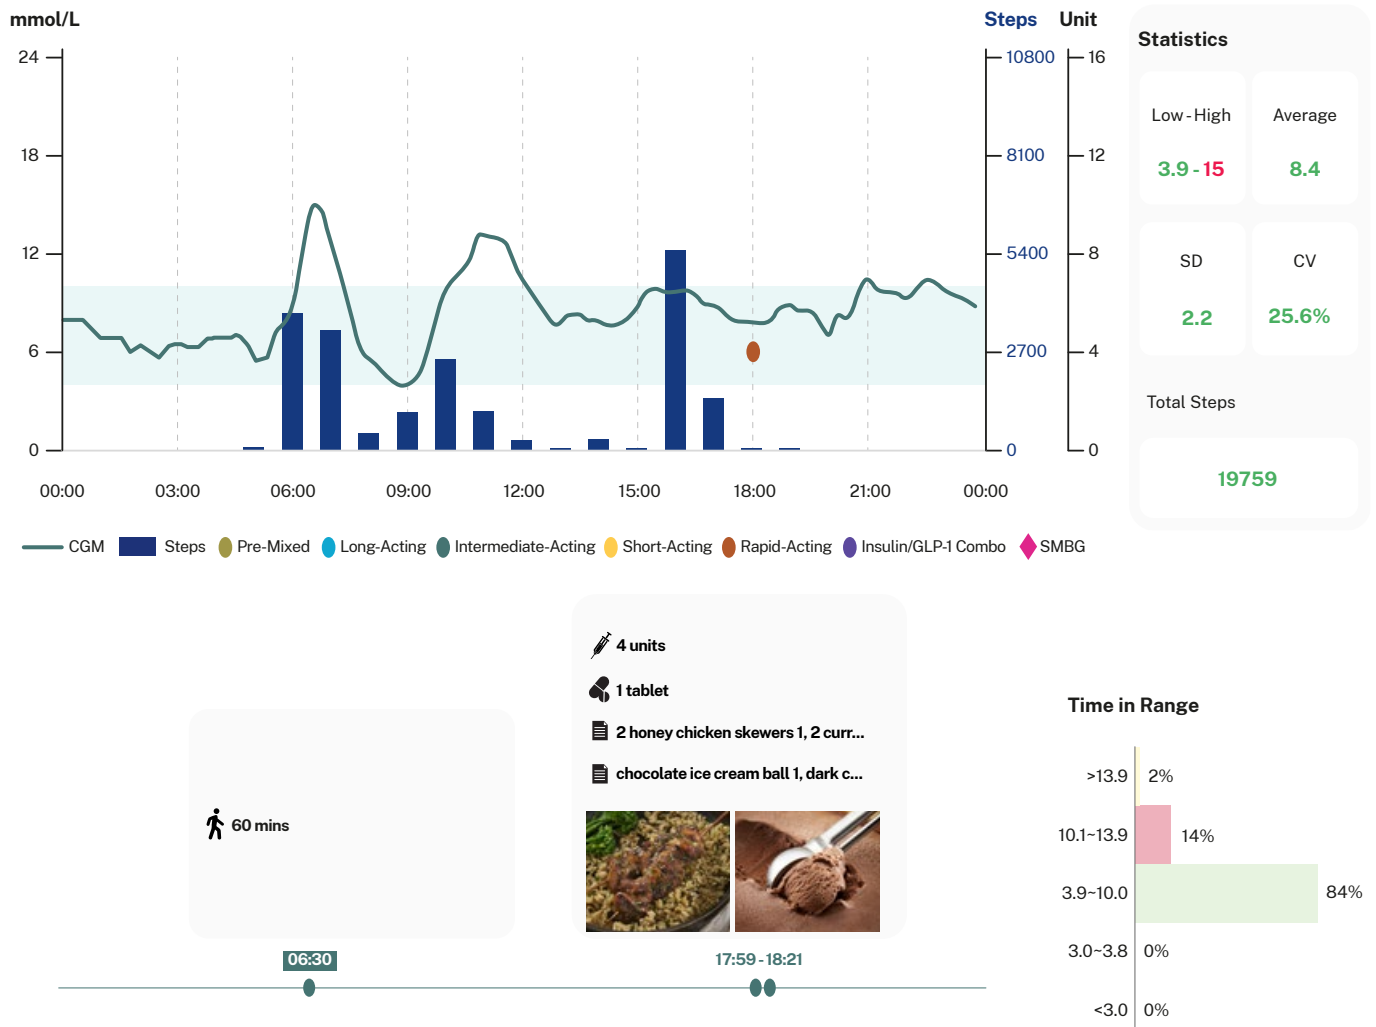 mmol/L
Steps Unit
24
18
12
6
0
10800
8100
5400
2700
0
16
12
8
4
0
00:00 03:00 06:00 09:00 12:00 15:00 18:00 21:00 00:00
CGM Steps Pre-Mixed Long-Acting Intermediate-Acting Short-Acting Rapid-Acting Insulin/GLP-1 Combo SMBG
Statistics
Low - High
3.9 - 15
Average
8.4
SD
2.2
CV
25.6%
Total Steps
19759
60 mins
06:30
4 units
1 tablet
2 honey chicken skewers 1, 2 curr...
chocolate ice cream ball 1, dark c...
17:59 - 18:21
Time in Range
>13.9 2%
10.1~13.9 14%
3.9~10.0 84%
3.0~3.8 0%
<3.0 0%